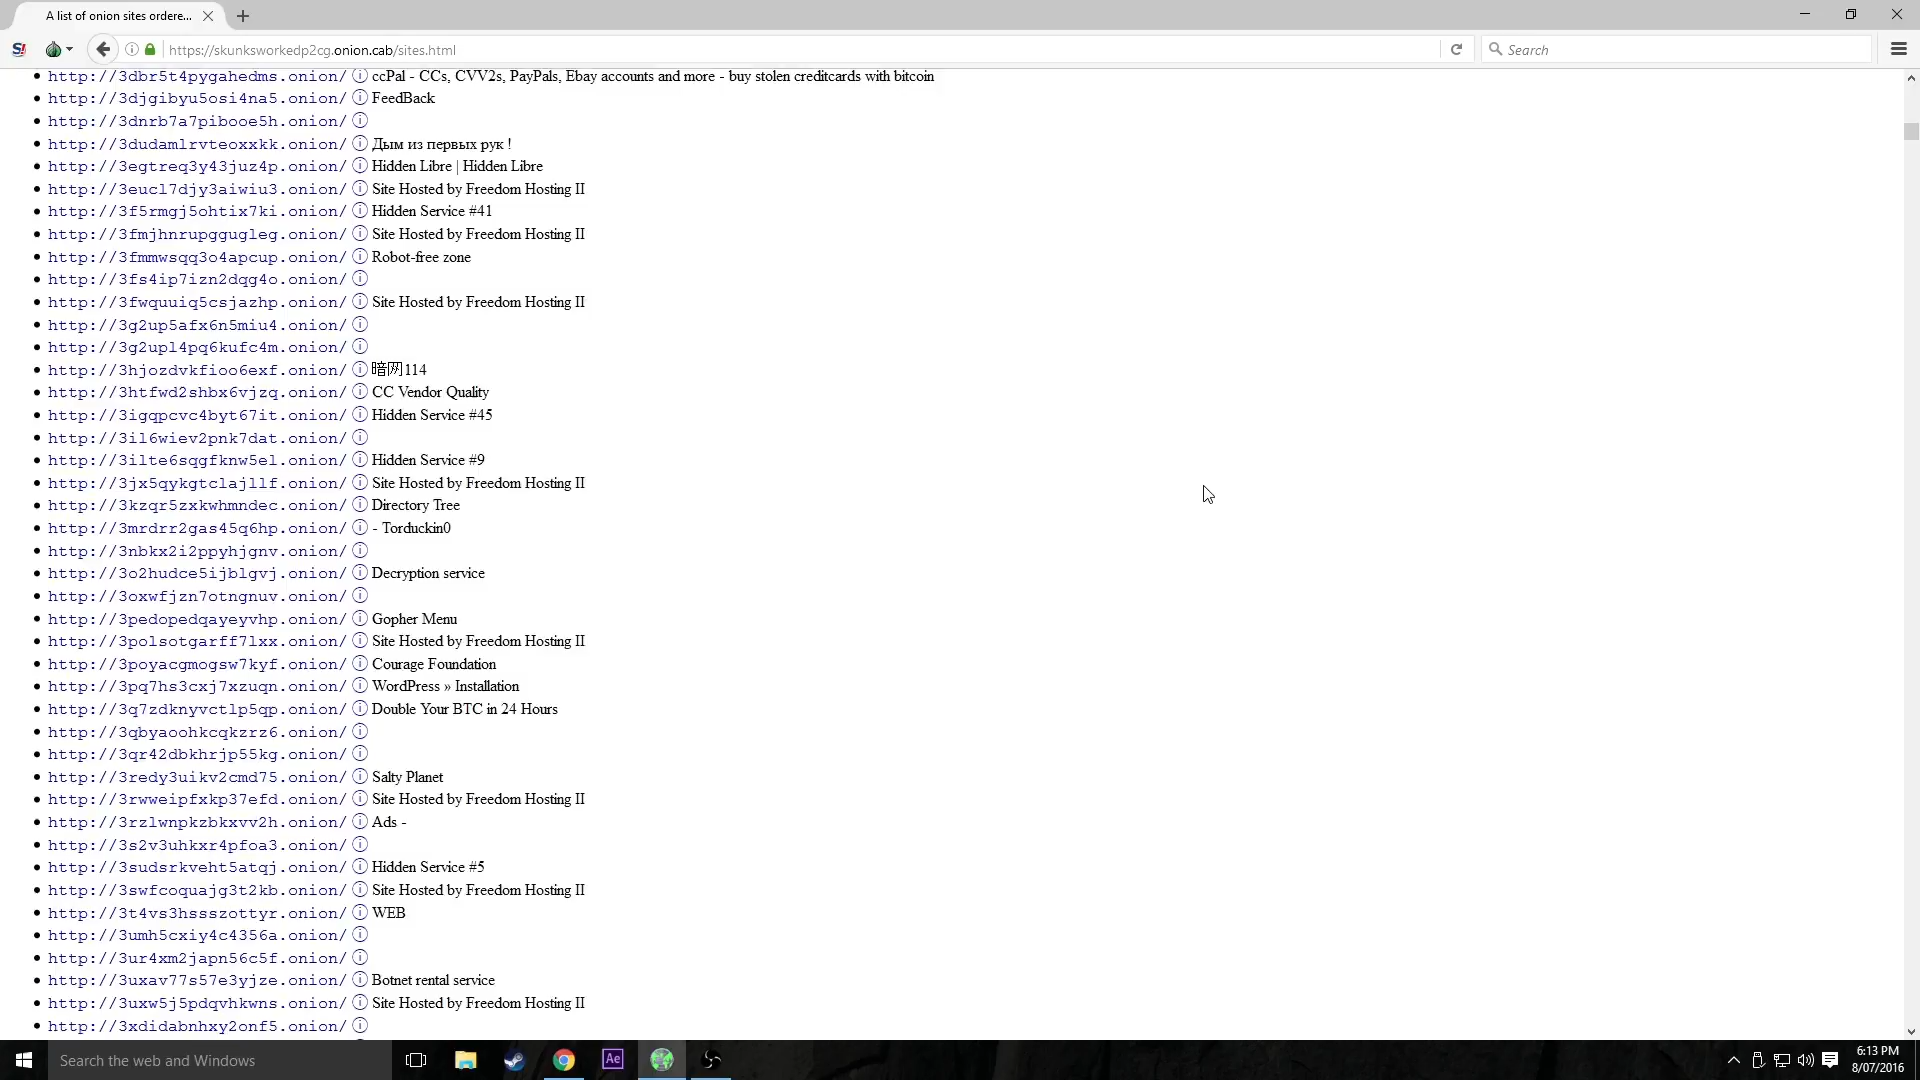 A list of onion sites ordere...
https://skunksworkedp2cg.onion.cab/sites.html
Search
http://3dbr5t4pygahedms.onion/ ⓘ ccPal - CCs, CVV2s, PayPals, Ebay accounts and more - buy stolen creditcards with bitcoin
http://3djgibyu5osi4na5.onion/ ⓘ FeedBack
http://3dnrb7a7pibooe5h.onion/ ⓘ
http://3dudamlrvteoxxkk.onion/ ⓘ Дым из первых рук !
http://3egtreq3y43juz4p.onion/ ⓘ Hidden Libre | Hidden Libre
http://3eucl7djy3aiwiu3.onion/ ⓘ Site Hosted by Freedom Hosting II
http://3f5rmgj5ohtix7ki.onion/ ⓘ Hidden Service #41
http://3fmjhnrupggugleg.onion/ ⓘ Site Hosted by Freedom Hosting II
http://3fmmwsqq3o4apcup.onion/ ⓘ Robot-free zone
http://3fs4ip7izn2dqg4o.onion/ ⓘ
http://3fwquuiq5csjazhp.onion/ ⓘ Site Hosted by Freedom Hosting II
http://3g2up5afx6n5miu4.onion/ ⓘ
http://3g2upl4pq6kufc4m.onion/ ⓘ
http://3hjozdvkfioo6exf.onion/ ⓘ 暗网114
http://3htfwd2shbx6vjzq.onion/ ⓘ CC Vendor Quality
http://3igqpcvc4byt67it.onion/ ⓘ Hidden Service #45
http://3il6wiev2pnk7dat.onion/ ⓘ
http://3ilte6sqgfknw5el.onion/ ⓘ Hidden Service #9
http://3jx5qykgtclajllf.onion/ ⓘ Site Hosted by Freedom Hosting II
http://3kzqr5zxkwhmndec.onion/ ⓘ Directory Tree
http://3mrdrr2gas45q6hp.onion/ ⓘ - Torduckin0
http://3nbkx2i2ppyhjgnv.onion/ ⓘ
http://3o2hudce5ijblgvj.onion/ ⓘ Decryption service
http://3oxwfjzn7otngnuv.onion/ ⓘ
http://3pedopedqayeyvhp.onion/ ⓘ Gopher Menu
http://3polsotgarff7lxx.onion/ ⓘ Site Hosted by Freedom Hosting II
http://3poyacgmogsw7kyf.onion/ ⓘ Courage Foundation
http://3pq7hs3cxj7xzuqn.onion/ ⓘ WordPress » Installation
http://3q7zdknyvctlp5qp.onion/ ⓘ Double Your BTC in 24 Hours
http://3qbyaoohkcqkzrz6.onion/ ⓘ
http://3qr42dbkhrjp55kg.onion/ ⓘ
http://3redy3uikv2cmd75.onion/ ⓘ Salty Planet
http://3rwweipfxkp37efd.onion/ ⓘ Site Hosted by Freedom Hosting II
http://3rzlwnpkzbkxvv2h.onion/ ⓘ Ads -
http://3s2v3uhkxr4pfoa3.onion/ ⓘ
http://3sudsrkveht5atqj.onion/ ⓘ Hidden Service #5
http://3swfcoquajg3t2kb.onion/ ⓘ Site Hosted by Freedom Hosting II
http://3t4vs3hssszottyr.onion/ ⓘ WEB
http://3umh5cxiy4c4356a.onion/ ⓘ
http://3ur4xm2japn56c5f.onion/ ⓘ
http://3uxav77s57e3yjze.onion/ ⓘ Botnet rental service
http://3uxw5j5pdqvhkwns.onion/ ⓘ Site Hosted by Freedom Hosting II
http://3xdidabnhxy2onf5.onion/ ⓘ
Search the web and Windows
Ae
6:13 PM
8/07/2016